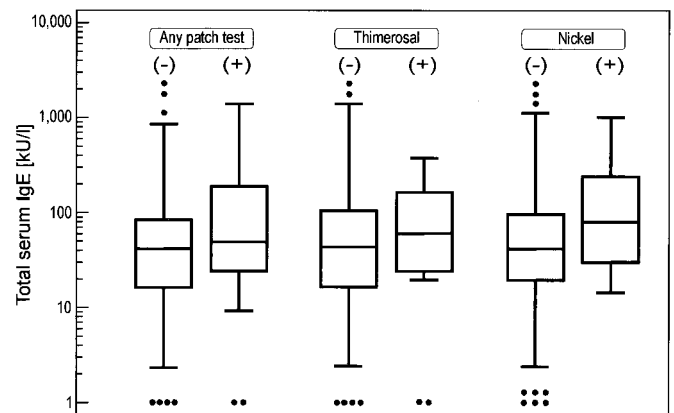 10,000
1,000
100
10
1
Total serum IgE [kU/l]
Any patch test
Thimerosal
Nickel
(-) (+) (-) (+) (-) (+)